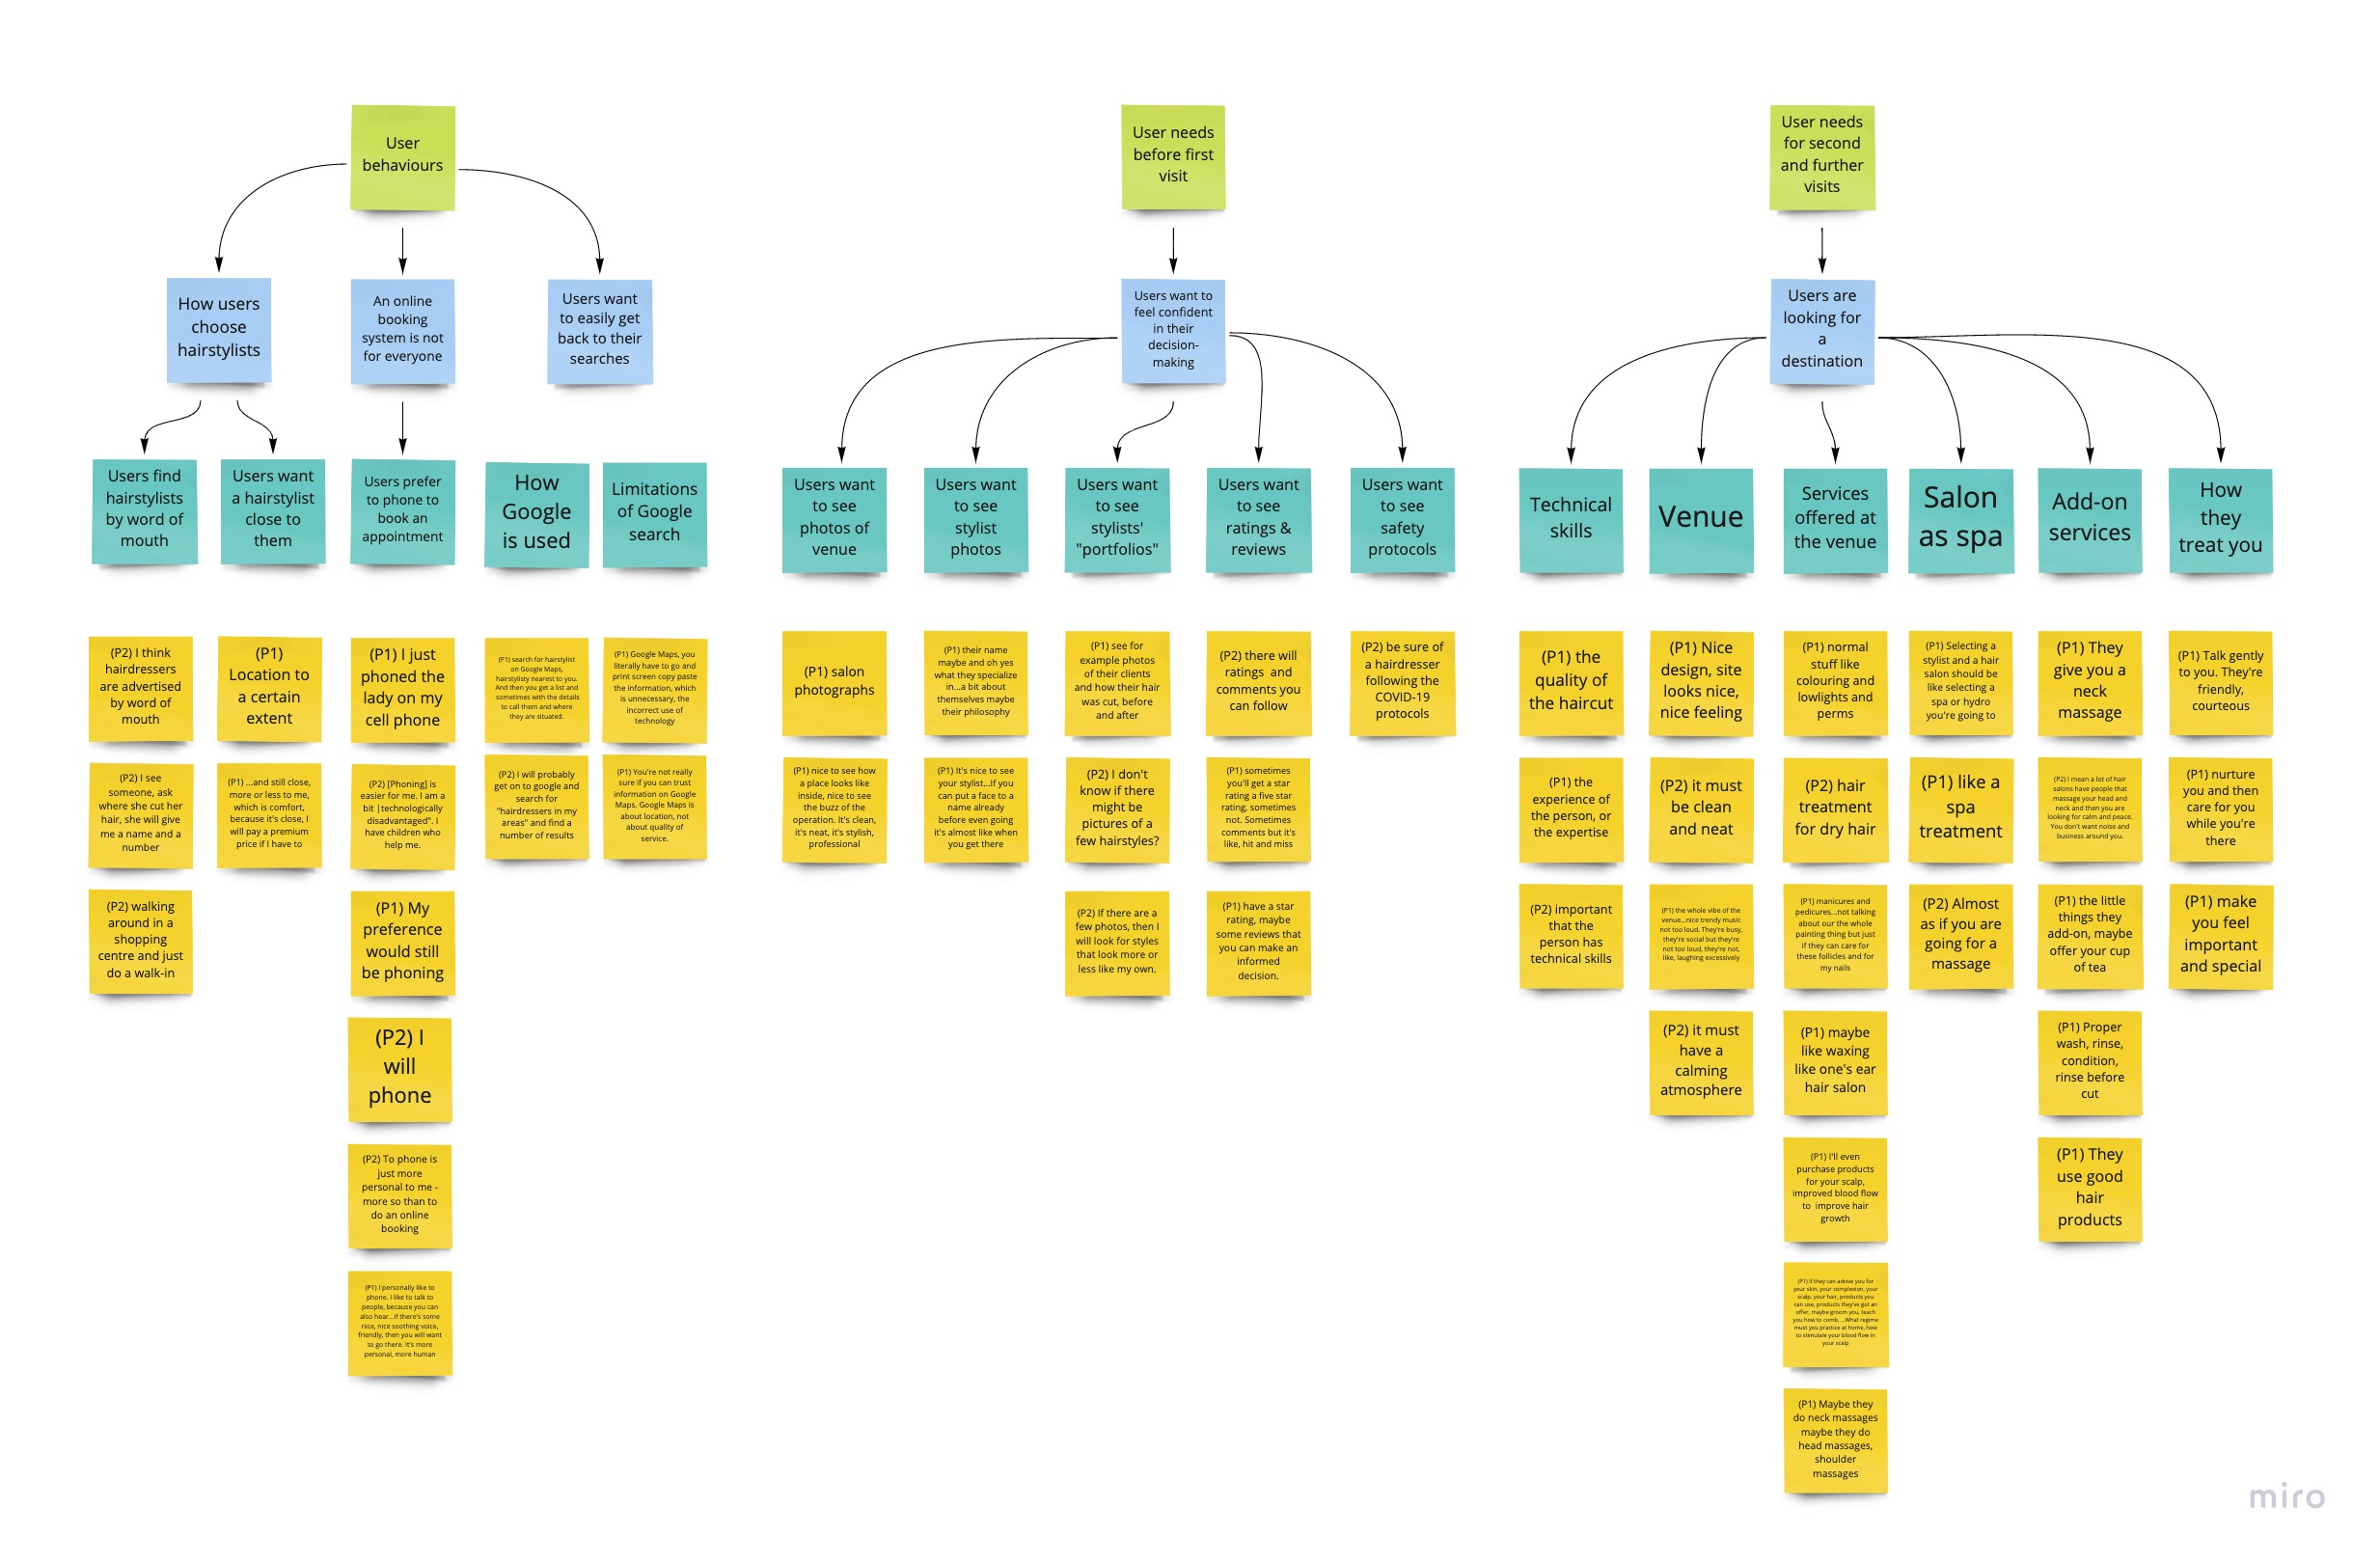 User
behaviours
User needs
before first
visit
User needs
for second
and further
visits
How users
choose
hairstylists
An online
booking
system is not
for everyone
Users want
to easily get
back to their
searches
Users want to
feel confident
in their
decision-
making
Users are
looking for
a
destination
Users find
hairstylists
by word of
mouth
Users want
a hairstylist
close to
them
Users prefer
to phone to
book an
appointment
How
Google
is used
Limitations
of Google
search
Users want
to see
photos of
venue
Users want
to see
stylist
photos
Users want
to see
stylists'
"portfolios"
Users want
to see
ratings &
reviews
Users want
to see
safety
protocols
Technical
skills
Venue
Services
offered at
the venue
Salon
as spa
Add-on
services
How
they
treat you
(P2) I think
hairdressers
are advertised
by word of
mouth
(P2) I see
someone, ask
where she cut her
hair, she will give
me a name and a
number
(P2) walking
around in a
shopping
centre and just
do a walk-in
(P1)
Location to
a certain
extent
(P1) ...and still close,
more or less to me,
which is comfort,
because it's close, I
will pay a premium
price if I have to
(P1) I just
phoned the
lady on my
cell phone
(P2) [Phoning] is
easier for me. I am a
bit |technologically
disadvantaged". I
have children who
help me.
(P1) My
preference
would still
be phoning
(P2) I
will
phone
(P2) To phone is
just more
personal to me -
more so than to
do an online
booking
(P1) I personally like to
phone. I like to talk to
people, because you can
also hear...if there's some
nice, nice soothing voice,
friendly, then you will want
to go there. It's more
personal, more human
(P1) search for hairstylist
on Google Maps,
hairstylisty nearest to you.
And then you get a list and
sometimes with the details
to call them and where
they are situated.
(P2) I will probably
get on to google and
search for
"hairdressers in my
areas" and find a
number of results
(P1) Google Maps, you
literally have to go and
print screen copy paste
the information, which
is unnecessary, the
incorrect use of
technology
(P1) You're not really
sure if you can trust
information on Google
Maps. Google Maps is
about location, not
about quality of
service.
(P1) salon
photographs
(P1) nice to see how
a place looks like
inside, nice to see
the buzz of the
operation. It's clean,
it's neat, it's stylish,
professional
(P1) their name
maybe and oh yes
what they specialize
in...a bit about
themselves maybe
their philosophy
(P1) It's nice to see
your stylist...If you
can put a face to a
name already
before even going
it's almost like when
you get there
(P1) see for
example photos
of their clients
and how their hair
was cut, before
and after
(P2) I don't
know if there
might be
pictures of a
few hairstyles?
(P2) If there are a
few photos, then I
will look for styles
that look more or
less like my own.
(P2) there will
ratings  and
comments you
can follow
(P1) sometimes
you'll get a star
rating a five star
rating, sometimes
not. Sometimes
comments but it's
like, hit and miss
(P1) have a star
rating, maybe
some reviews that
you can make an
informed
decision.
(P2) be sure of
a hairdresser
following the
COVID-19
protocols
(P1) the
quality of
the haircut
(P1) the
experience of
the person, or
the expertise
(P2) important
that the
person has
technical skills
(P1) Nice
design, site
looks nice,
nice feeling
(P2) it must
be clean
and neat
(P1) the whole vibe of the
venue...nice trendy music
not too loud. They're busy,
they're social but they're
not too loud, they're not,
like, laughing excessively
(P2) it must
have a
calming
atmosphere
(P1) normal
stuff like
colouring and
lowlights and
perms
(P2) hair
treatment
for dry hair
(P1) manicures and
pedicures...not talking
about our the whole
painting thing but just
if they can care for
these follicles and for
my nails
(P1) maybe
like waxing
like one's ear
hair salon
(P1) I'll even
purchase products
for your scalp,
improved blood flow
to  improve hair
growth
(P1) if they can advise you for
your skin, your complexion, your
scalp, your hair, products you
can use, products they've got an
offer, maybe groom you, teach
you how to comb, ...What regime
must you practice at home, how
to stimulate your blood flow in
your scalp
(P1) Maybe they
do neck massages
maybe they do
head massages,
shoulder
massages
(P1) Selecting a
stylist and a hair
salon should be
like selecting a
spa or hydro
you're going to
(P1) like a
spa
treatment
(P2) Almost
as if you are
going for a
massage
(P1) They
give you a
neck
massage
(P2) I mean a lot of hair
salons have people that
massage your head and
neck and then you are
looking for calm and peace.
You don't want noise and
business around you.
(P1) the little
things they
add-on, maybe
offer your cup
of tea
(P1) Proper
wash, rinse,
condition,
rinse before
cut
(P1) They
use good
hair
products
(P1) Talk gently
to you. They're
friendly,
courteous
(P1) nurture
you and then
care for you
while you're
there
(P1) make
you feel
important
and special
miro